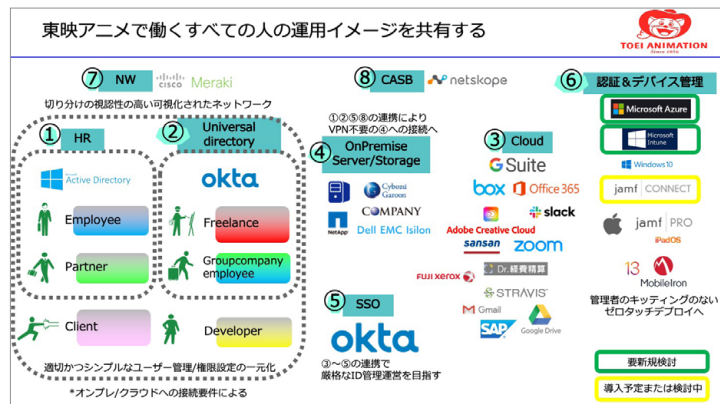 東映アニメで働くすべての人の運用イメージを共有する
TOEI ANIMATION
Since 1956
⑦ NW
CISCO Meraki
切り分けの視認性の高い可視化されたネットワーク
⑧ CASB
netskope
①②⑤⑧の連携により
VPN不要の④への接続へ
⑥ 認証&デバイス管理
Microsoft Azure
Microsoft
Intune
Windows 10
jamf CONNECT
jamf PRO
iPadOS
13
MobileIron
管理者のキッティングのない
ゼロタッチデプロイへ
① HR
Active Directory
Employee
Partner
Client
② Universal
directory
okta
Freelance
Groupcompany
employee
Developer
適切かつシンプルなユーザー管理/権限設定の一元化
*オンプレ/クラウドへの接続要件による
④ OnPremise
Server/Storage
Cybozu
Garoon
COMPANY
NetApp
Dell EMC Isilon
③ Cloud
G Suite
box
Office 365
slack
Adobe Creative Cloud
sansan
zoom
FUJI XEROX
Dr.経費精算
STRAVIS
Gmail
SAP
Google Drive
⑤ SSO
okta
③~⑤の連携で
厳格なID管理運営を目指す
要新規検討
導入予定または検討中